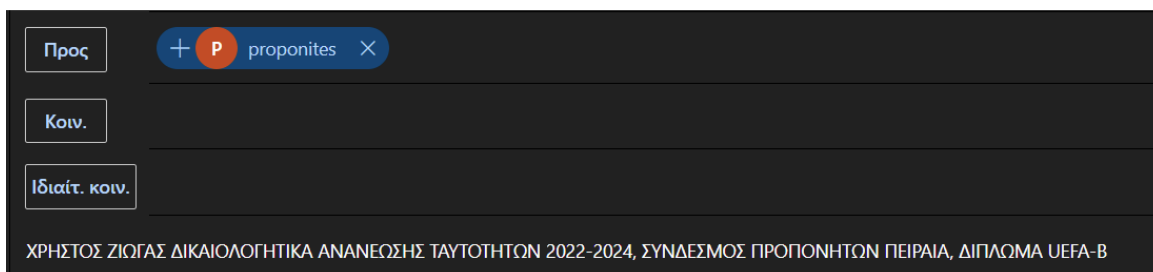 Προς
P proponites
Κοιν.
Ιδιαίτ. κοιν.
ΧΡΗΣΤΟΣ ΖΙΩΓΑΣ ΔΙΚΑΙΟΛΟΓΗΤΙΚΑ ΑΝΑΝΕΩΣΗΣ ΤΑΥΤΟΤΗΤΩΝ 2022-2024, ΣΥΝΔΕΣΜΟΣ ΠΡΟΠΟΝΗΤΩΝ ΠΕΙΡΑΙΑ, ΔΙΠΛΩΜΑ UEFA-B